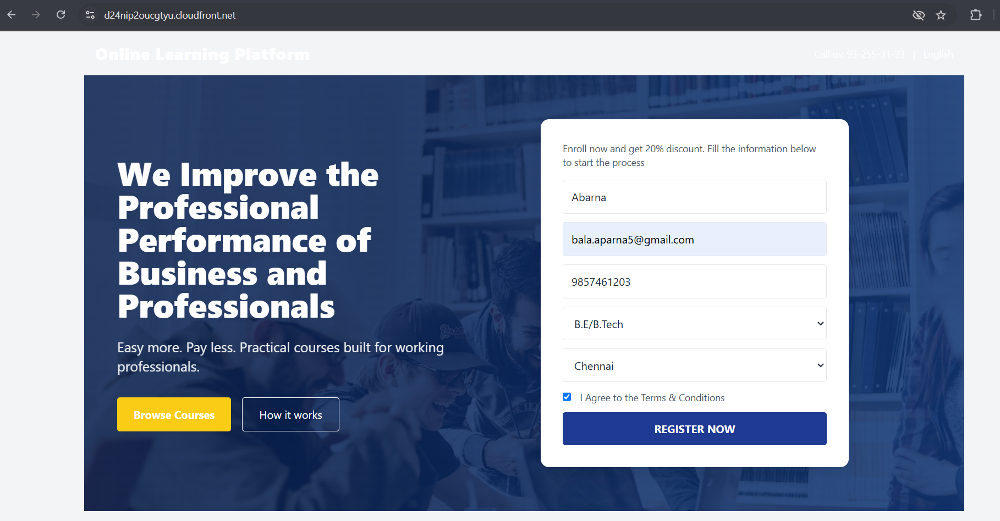 d24nip2oucgtyu.cloudfront.net
Online Learning Platform
Call us: 93-255-31-33 | English
We Improve the
Professional
Performance of
Business and
Professionals
Easy more. Pay less. Practical courses built for working
professionals.
Browse Courses
How it works
Enroll now and get 20% discount. Fill the information below
to start the process
Abarna
bala.aparna5@gmail.com
9857461203
B.E/B.Tech
Chennai
I Agree to the Terms & Conditions
REGISTER NOW